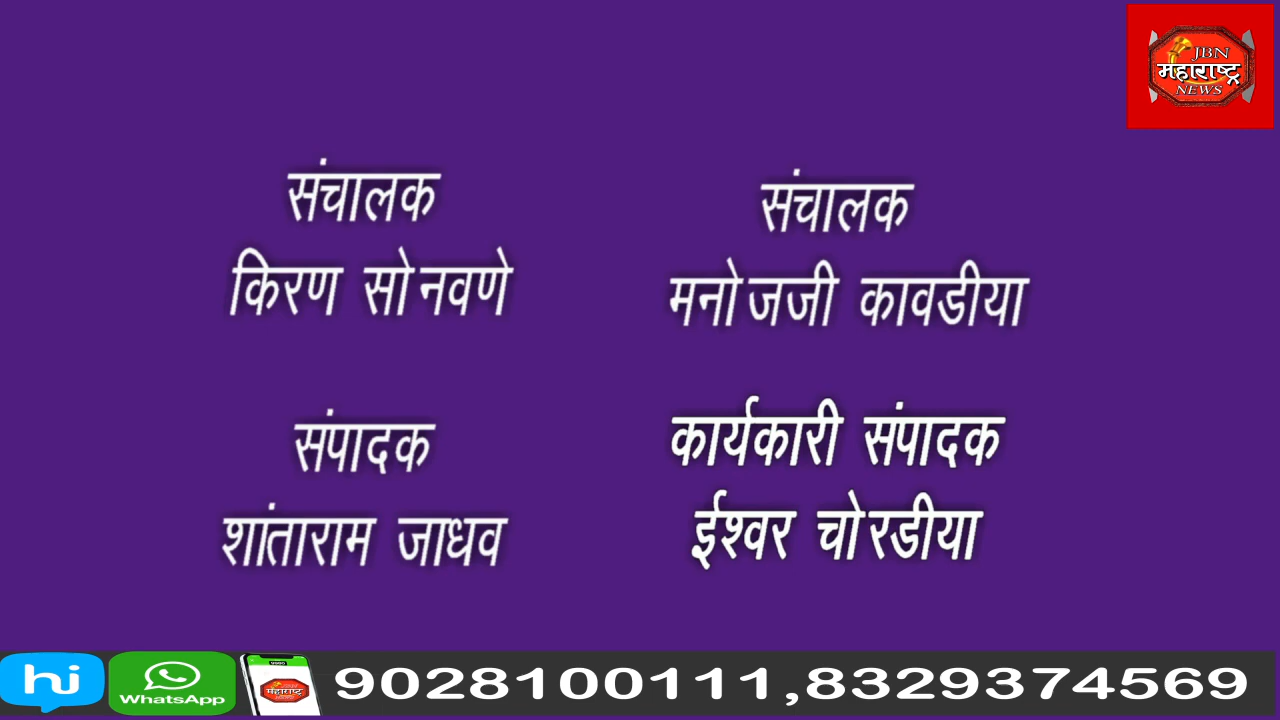 JBN
महाराष्ट्र
NEWS
संचालक
किरण सोनवणे
संचालक
मनोजजी कावडीया
संपादक
शांताराम जाधव
कार्यकारी संपादक
ईश्वर चोरडीया
hi
WhatsApp
महाराष्ट्र
9028100111,8329374569